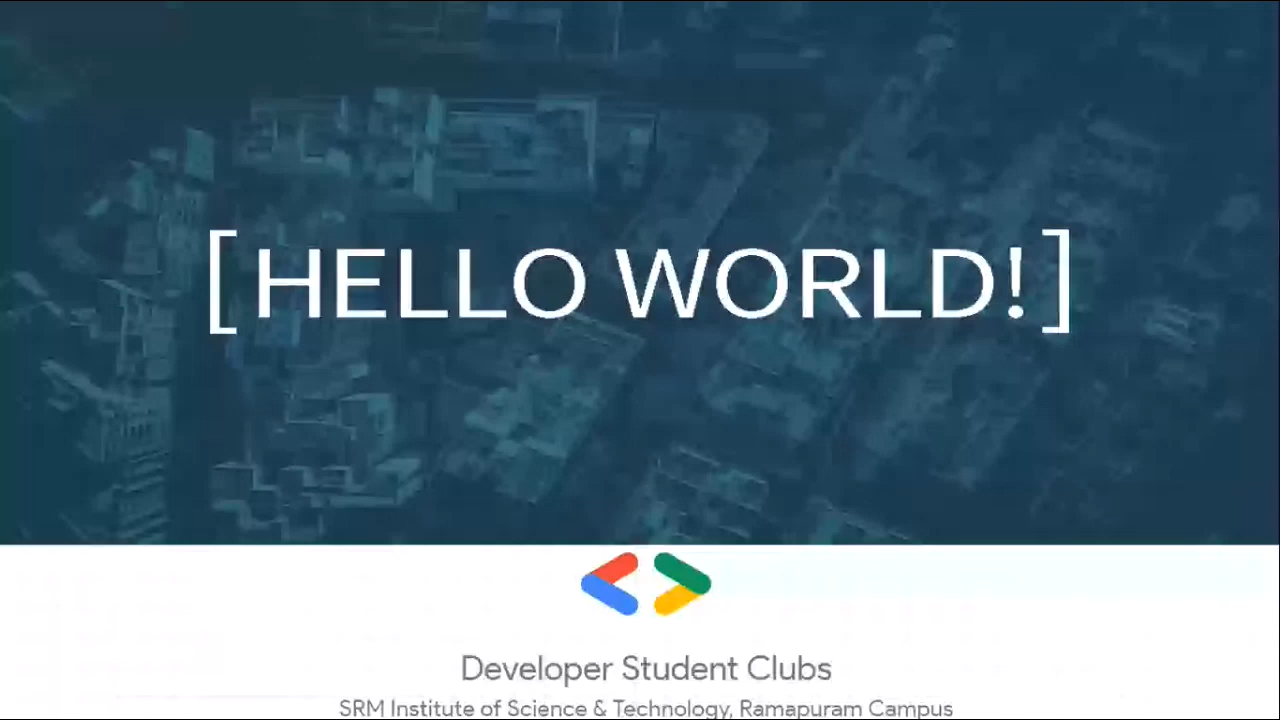 [HELLO WORLD!]
Developer Student Clubs
SRM Institute of Science & Technology, Ramapuram Campus